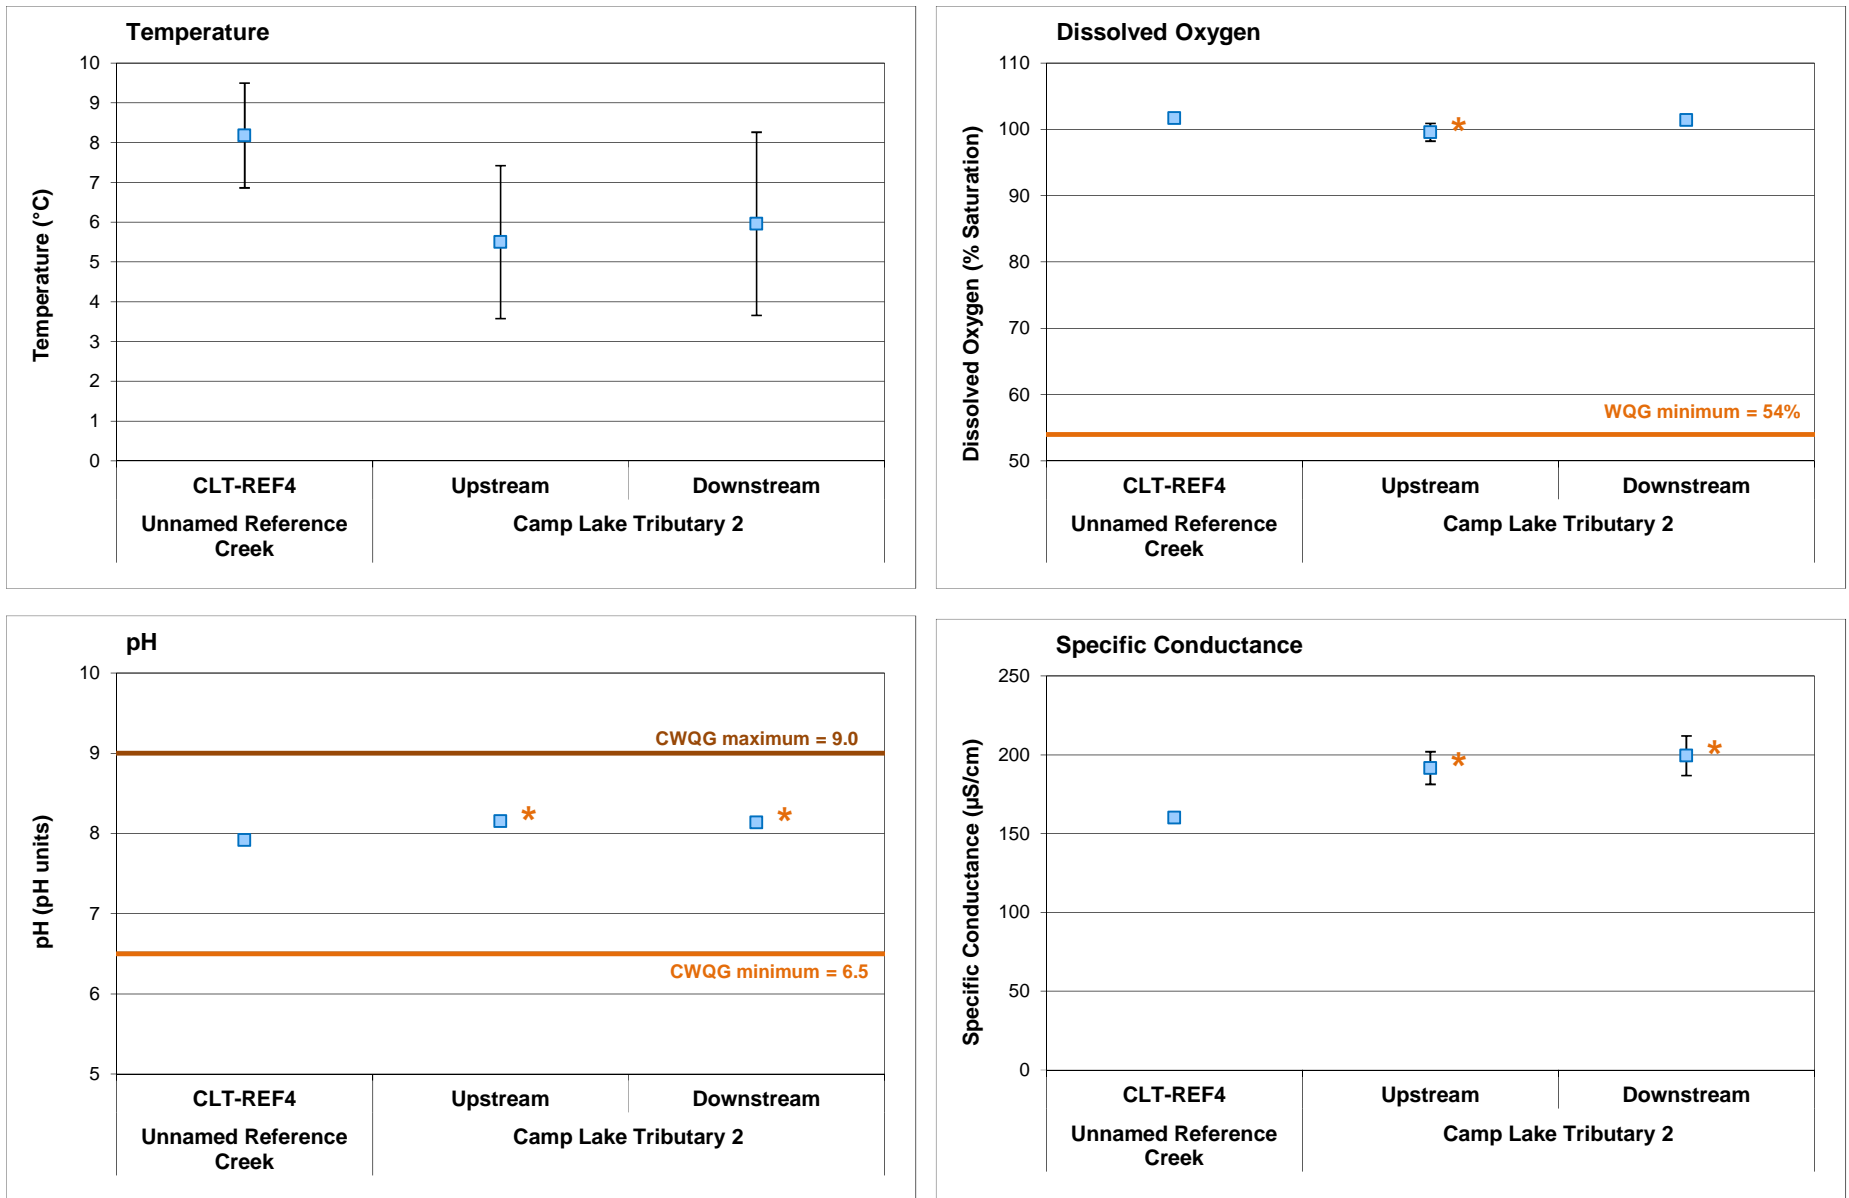 Temperature
10
9
8
7
6
5
4
3
2
1
0
Temperature (°C)
CLT-REF4
Upstream
Downstream
Unnamed Reference
Creek
Camp Lake Tributary 2
Dissolved Oxygen
110
100
90
80
70
60
50
Dissolved Oxygen (% Saturation)
*
WQG minimum = 54%
CLT-REF4
Upstream
Downstream
Unnamed Reference
Creek
Camp Lake Tributary 2
pH
10
9
8
7
6
5
pH (pH units)
CWQG maximum = 9.0
*
*
CWQG minimum = 6.5
CLT-REF4
Upstream
Downstream
Unnamed Reference
Creek
Camp Lake Tributary 2
Specific Conductance
250
200
150
100
50
0
Specific Conductance (µS/cm)
*
*
CLT-REF4
Upstream
Downstream
Unnamed Reference
Creek
Camp Lake Tributary 2